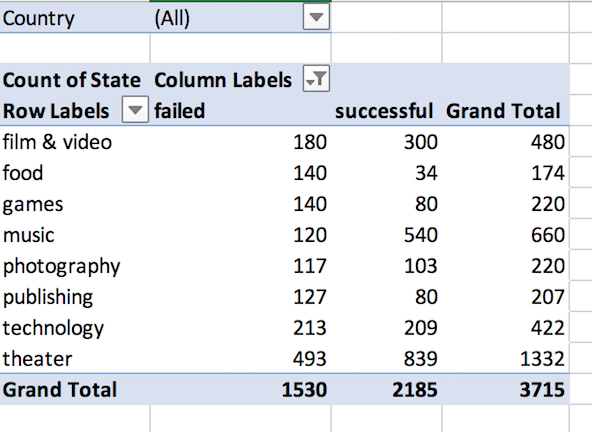 Country (All)
Count of State Column Labels
Row Labels failed successful Grand Total
film & video 180 300 480
food 140 34 174
games 140 80 220
music 120 540 660
photography 117 103 220
publishing 127 80 207
technology 213 209 422
theater 493 839 1332
Grand Total 1530 2185 3715